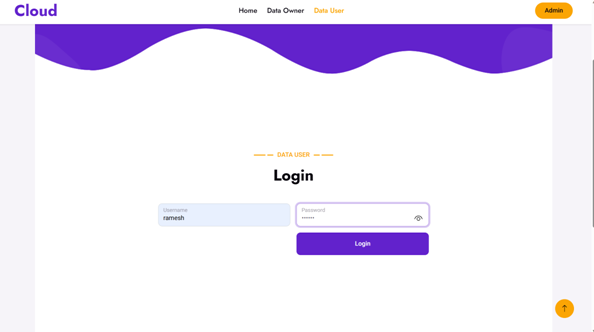 Cloud
Home Data Owner Data User
Admin
DATA USER
Login
Username
ramesh
Password
••••••
Login